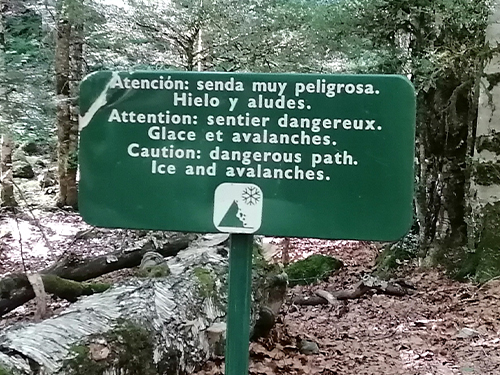 Atención: senda muy peligrosa.
Hielo y aludes.
Attention: sentier dangereux.
Glace et avalanches.
Caution: dangerous path.
Ice and avalanches.